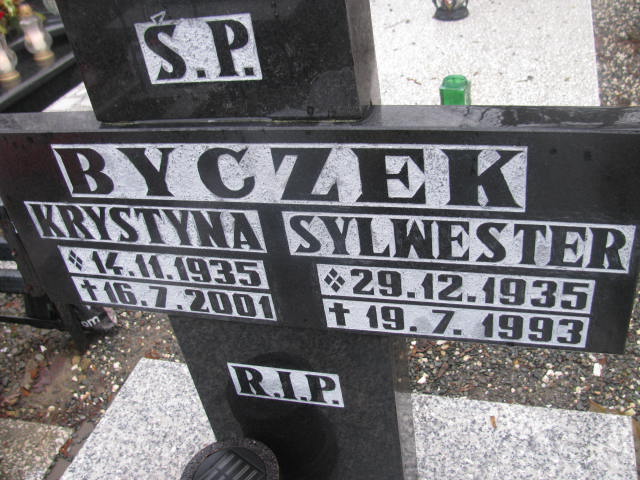 Ś.P.
BYCZEK
KRYSTYNA
14.11.1935
✝16.7.2001
SYLWESTER
29.12.1935
✝ 19.7.1993
R.I.P.